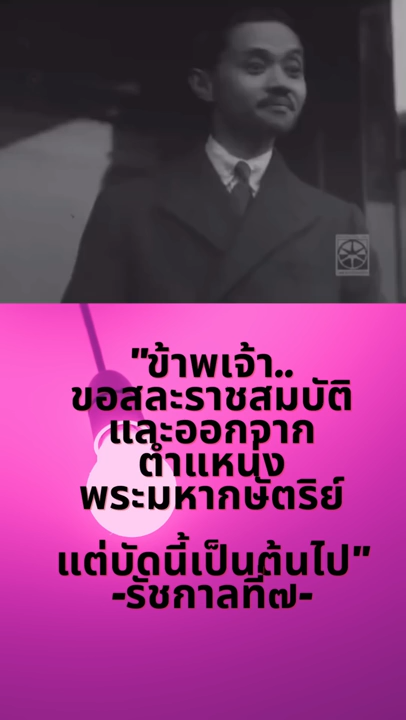 "ข้าพเจ้า..
ขอสละราชสมบัติ
และออกจาก
ตำแหน่ง
พระมหากษัตริย์
แต่บัดนี้เป็นต้นไป"
-รัชกาลที่๗-